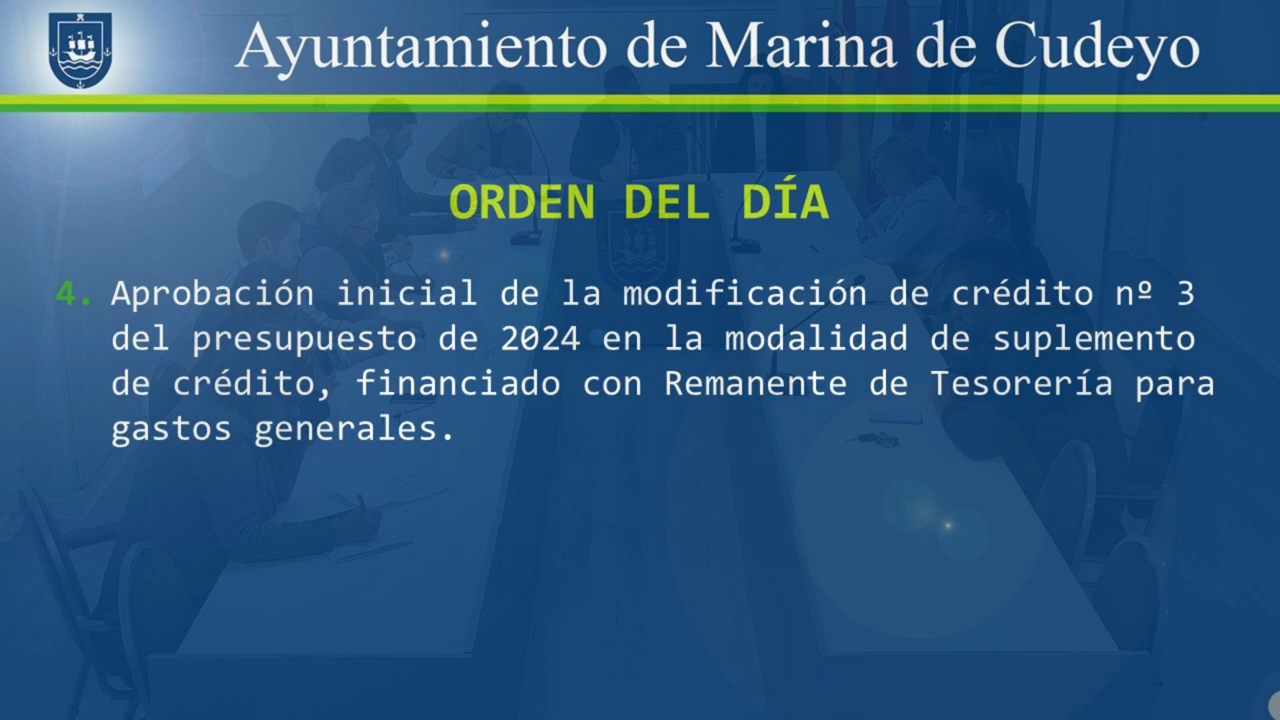 Ayuntamiento de Marina de Cudeyo
ORDEN DEL DÍA
4. Aprobación inicial de la modificación de crédito nº 3
del presupuesto de 2024 en la modalidad de suplemento
de crédito, financiado con Remanente de Tesorería para
gastos generales.